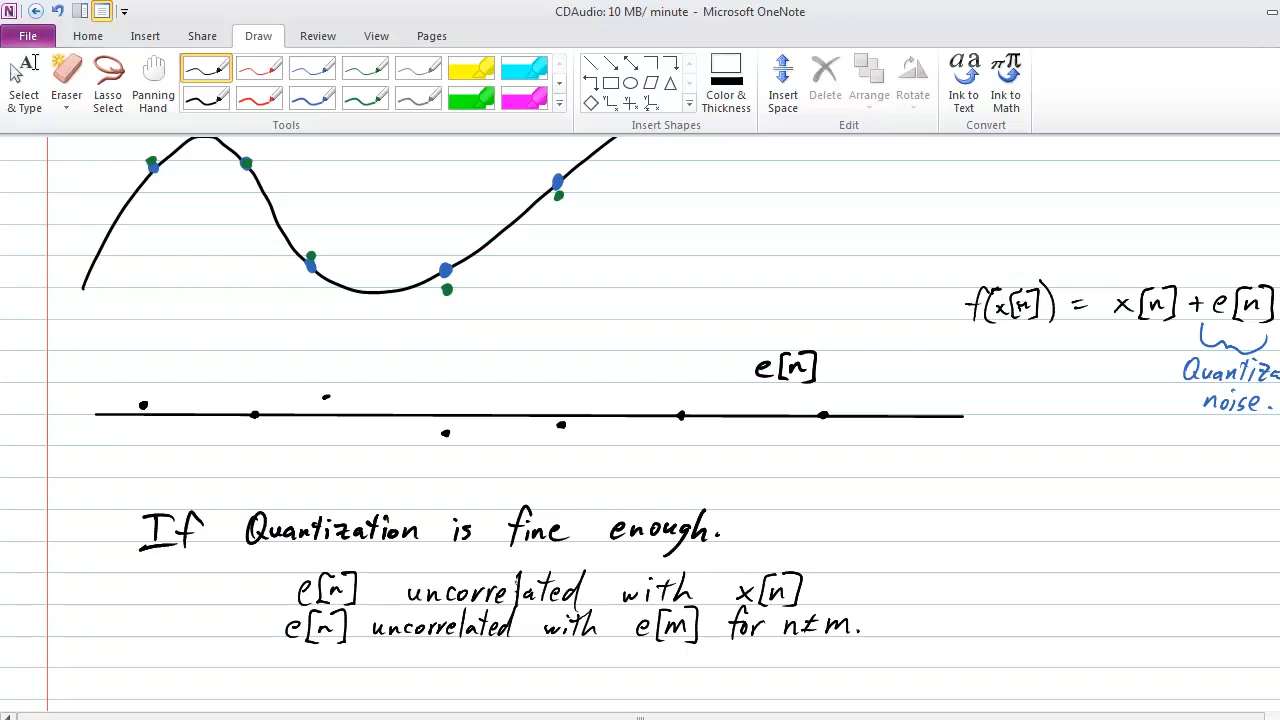 CDAudio: 10 MB/ minute - Microsoft OneNote
File Home Insert Share Draw Review View Pages
Select & Type Eraser Lasso Select Panning Hand Color & Thickness Insert Space Delete Arrange Rotate Ink to Text Ink to Math
Tools Insert Shapes Edit Convert
f(x[n]) = x[n] + e[n]
Quantiza
noise.
e[n]
If Quantization is fine enough.
e[n] uncorrelated with x[n]
e[n] uncorrelated with e[m] for n≠m.